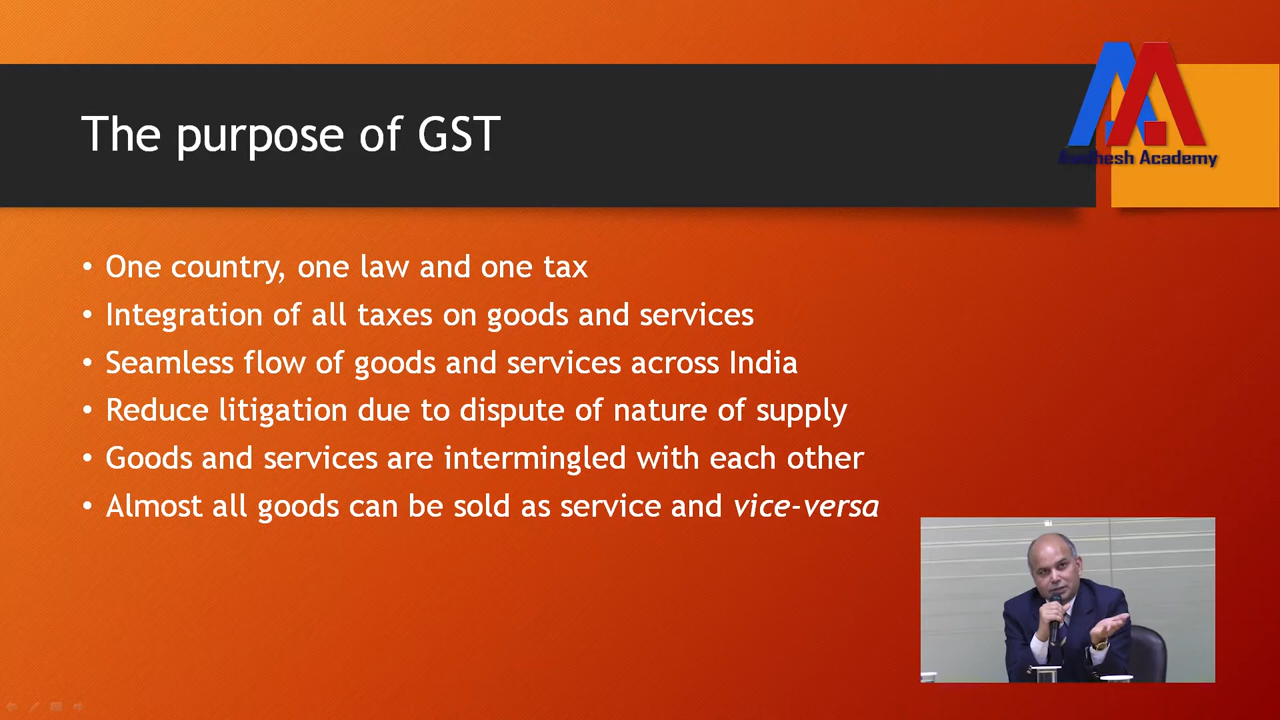 The purpose of GST
Academy
• One country, one law and one tax
• Integration of all taxes on goods and services
• Seamless flow of goods and services across India
• Reduce litigation due to dispute of nature of supply
• Goods and services are intermingled with each other
• Almost all goods can be sold as service and vice-versa